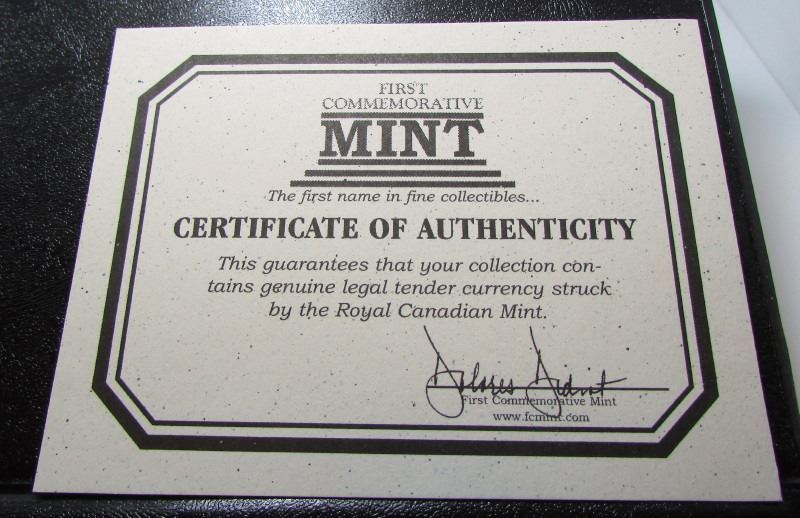 FIRST
COMMEMORATIVE
MINT
The first name in fine collectibles...
CERTIFICATE OF AUTHENTICITY
This guarantees that your collection con-
tains genuine legal tender currency struck
by the Royal Canadian Mint.
Dolores
First Commemorative Mint
www.fcmint.com